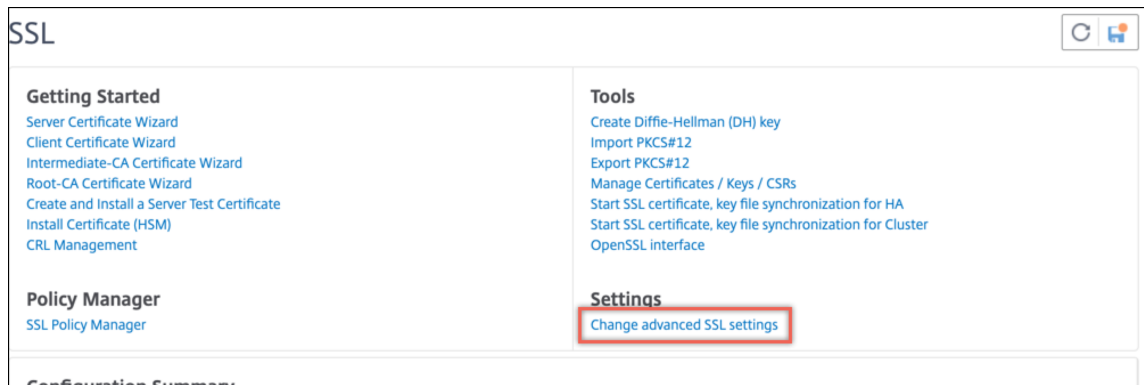 SSL
Getting Started
Server Certificate Wizard
Client Certificate Wizard
Intermediate-CA Certificate Wizard
Root-CA Certificate Wizard
Create and Install a Server Test Certificate
Install Certificate (HSM)
CRL Management
Tools
Create Diffie-Hellman (DH) key
Import PKCS#12
Export PKCS#12
Manage Certificates / Keys / CSRs
Start SSL certificate, key file synchronization for HA
Start SSL certificate, key file synchronization for Cluster
OpenSSL interface
Policy Manager
SSL Policy Manager
Settings
Change advanced SSL settings
Configuration Summary